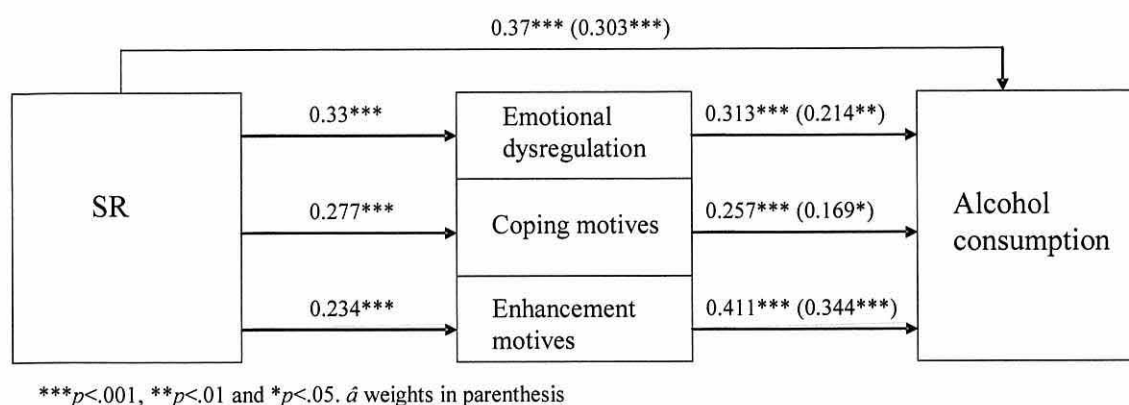 0.37*** (0.303***)
SR
0.33***
0.277***
0.234***
Emotional
dysregulation
Coping motives
Enhancement
motives
0.313*** (0.214**)
0.257*** (0.169*)
0.411*** (0.344***)
Alcohol
consumption
***p<.001, **p<.01 and *p<.05. â weights in parenthesis